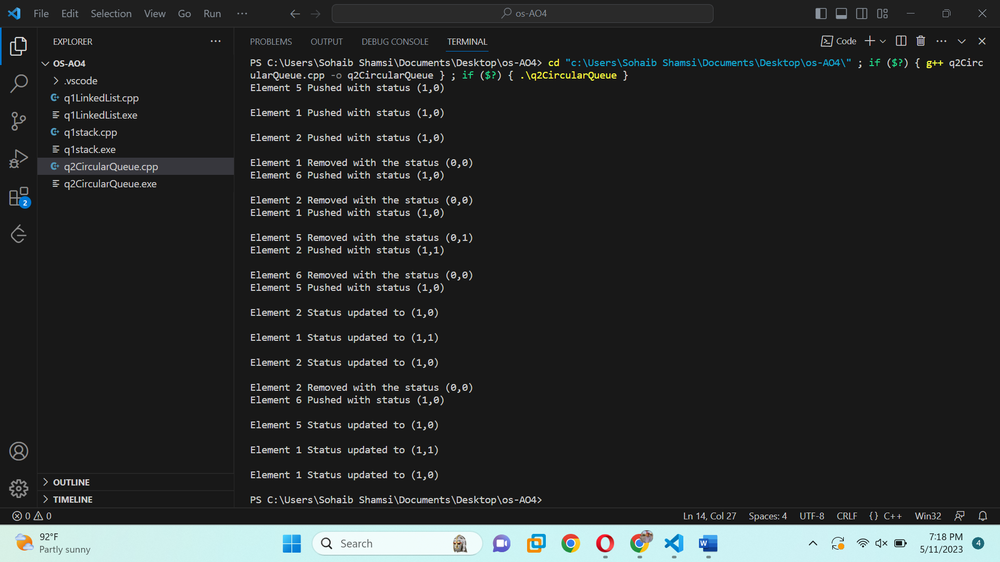 File Edit Selection View Go Run ···
os-AO4
EXPLORER
OS-AO4
.vscode
q1LinkedList.cpp
q1LinkedList.exe
q1stack.cpp
q1stack.exe
q2CircularQueue.cpp
q2CircularQueue.exe
2
OUTLINE
TIMELINE
PROBLEMS OUTPUT DEBUG CONSOLE TERMINAL
Code
PS C:\Users\Sohaib Shamsi\Documents\Desktop\os-AO4> cd "c:\Users\Sohaib Shamsi\Documents\Desktop\os-AO4\" ; if ($?) { g++ q2Circ
ularQueue.cpp -o q2CircularQueue } ; if ($?) { .\q2CircularQueue }
Element 5 Pushed with status (1,0)
Element 1 Pushed with status (1,0)
Element 2 Pushed with status (1,0)
Element 1 Removed with the status (0,0)
Element 6 Pushed with status (1,0)
Element 2 Removed with the status (0,0)
Element 1 Pushed with status (1,0)
Element 5 Removed with the status (0,1)
Element 2 Pushed with status (1,1)
Element 6 Removed with the status (0,0)
Element 5 Pushed with status (1,0)
Element 2 Status updated to (1,0)
Element 1 Status updated to (1,1)
Element 2 Status updated to (1,0)
Element 2 Removed with the status (0,0)
Element 6 Pushed with status (1,0)
Element 5 Status updated to (1,0)
Element 1 Status updated to (1,1)
Element 1 Status updated to (1,0)
PS C:\Users\Sohaib Shamsi\Documents\Desktop\os-AO4>
0 0
Ln 14, Col 27 Spaces: 4 UTF-8 CRLF {} C++ Win32
92°F
Partly sunny
Search
W
7:18 PM
5/11/2023
4